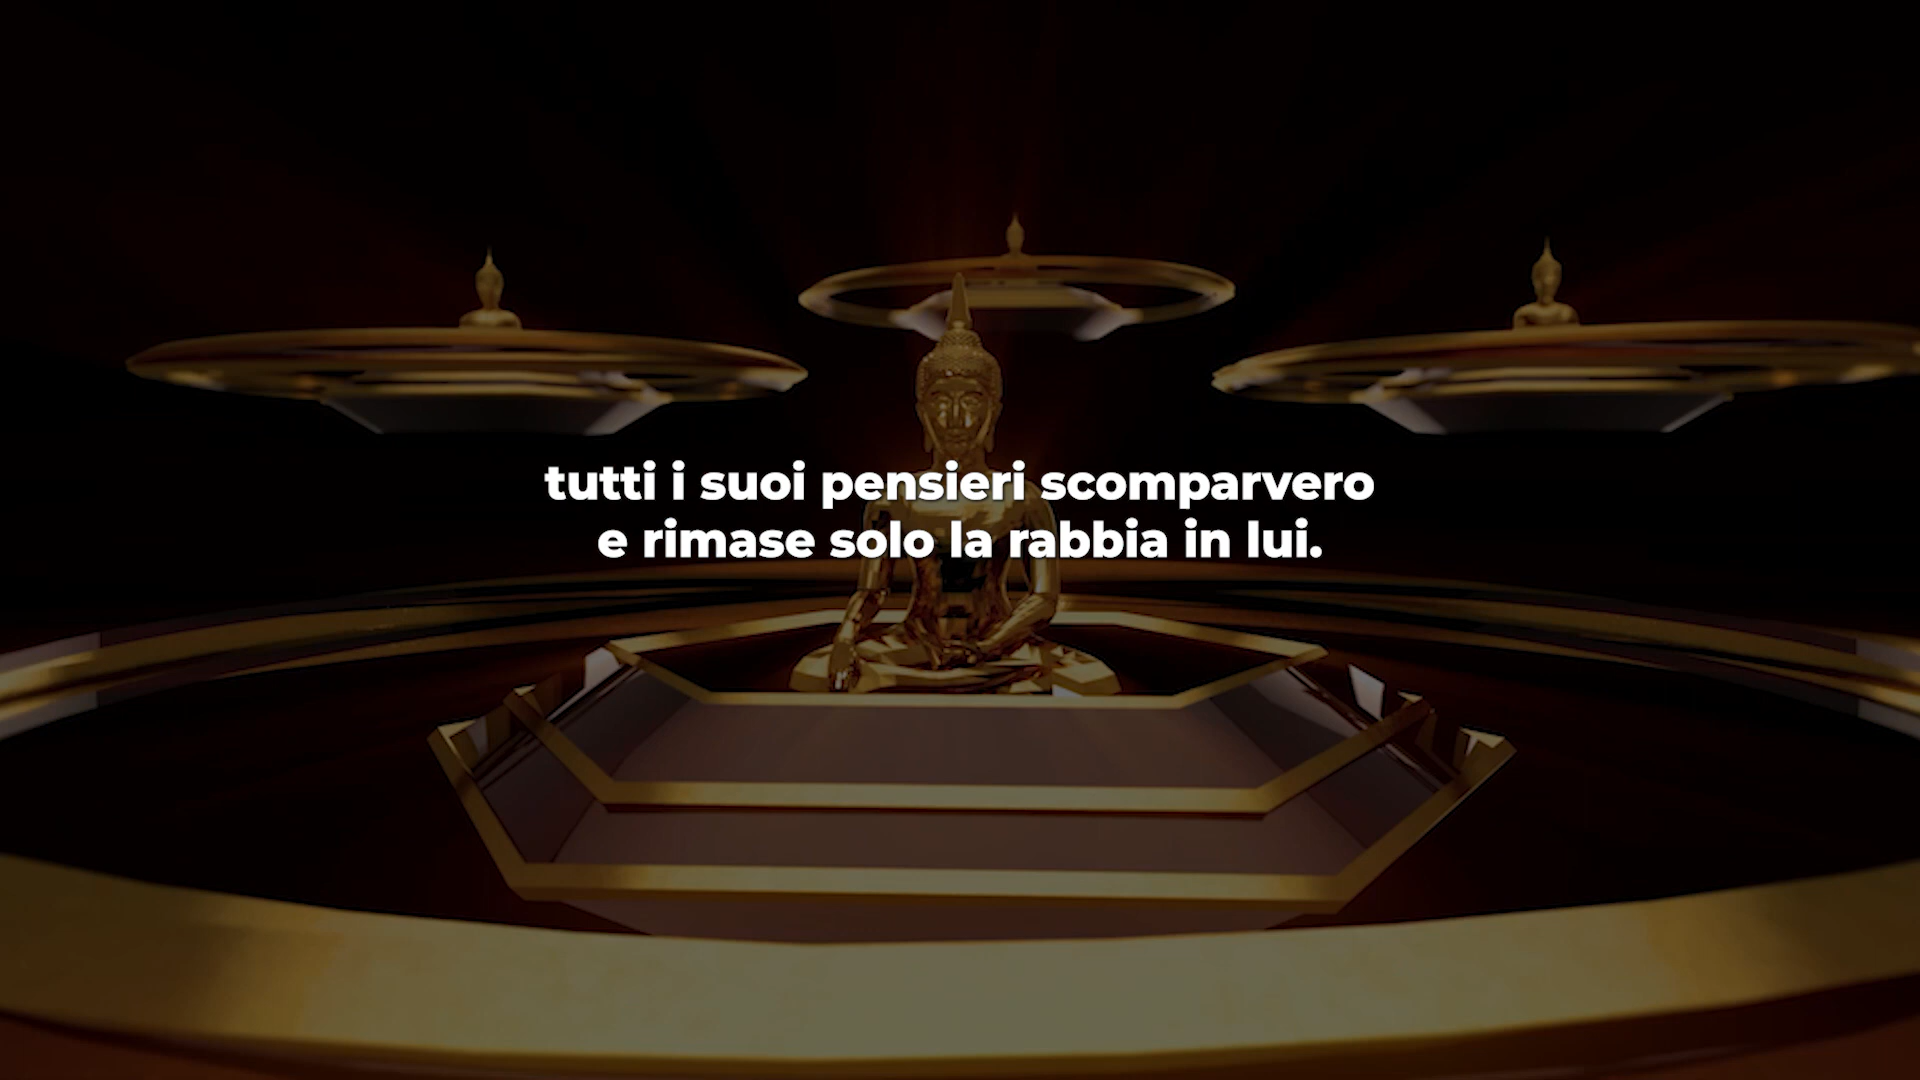 tutti i suoi pensieri scomparvero
e rimase solo la rabbia in lui.